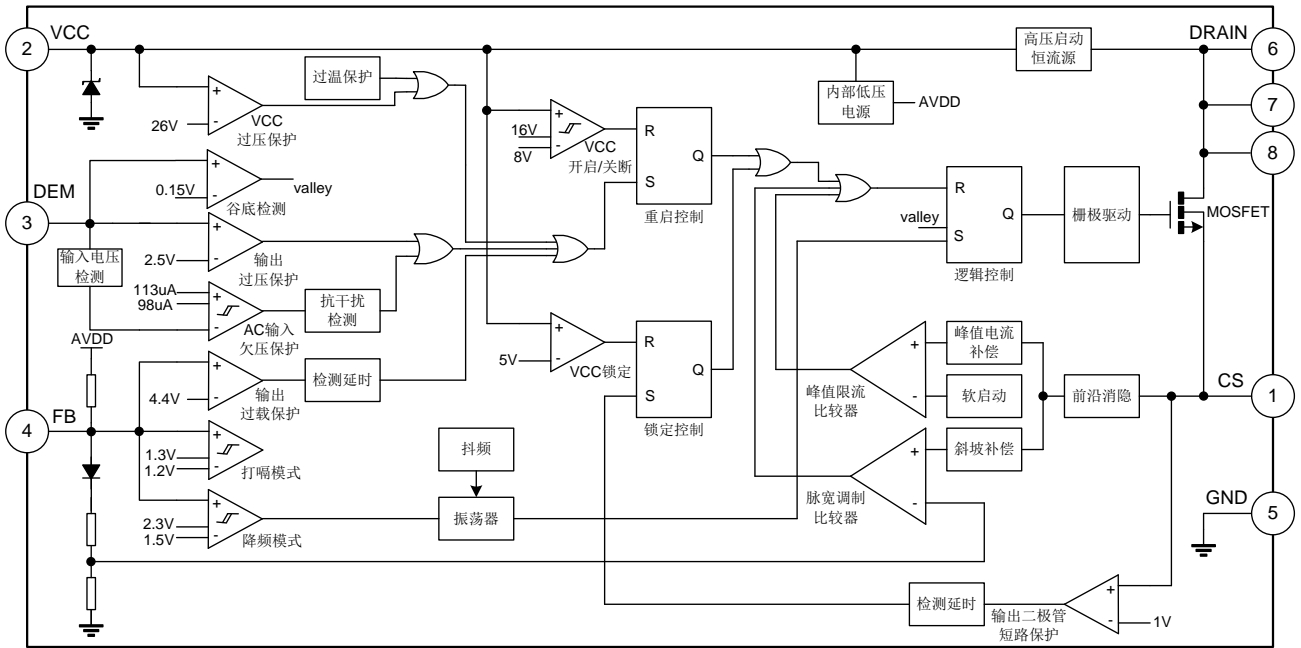 VCC
2
26V
VCC
过压保护
过温保护
16V
8V
VCC
开启/关断
R
S
Q
重启控制
内部低压
电源
AVDD
高压启动
恒流源
DRAIN
6
7
8
DEM
3
0.15V
valley
谷底检测
输入电压
检测
2.5V
输出
过压保护
113uA
98uA
AC输入
欠压保护
抗干扰
检测
valley
R
S
Q
逻辑控制
栅极驱动
MOSFET
AVDD
4.4V
输出
过载保护
检测延时
5V
VCC锁定
R
S
Q
锁定控制
峰值限流
比较器
峰值电流
补偿
软启动
前沿消隐
CS
1
FB
4
1.3V
1.2V
打嗝模式
抖频
斜坡补偿
2.3V
1.5V
降频模式
振荡器
脉宽调制
比较器
GND
5
检测延时
输出二极管
短路保护
1V